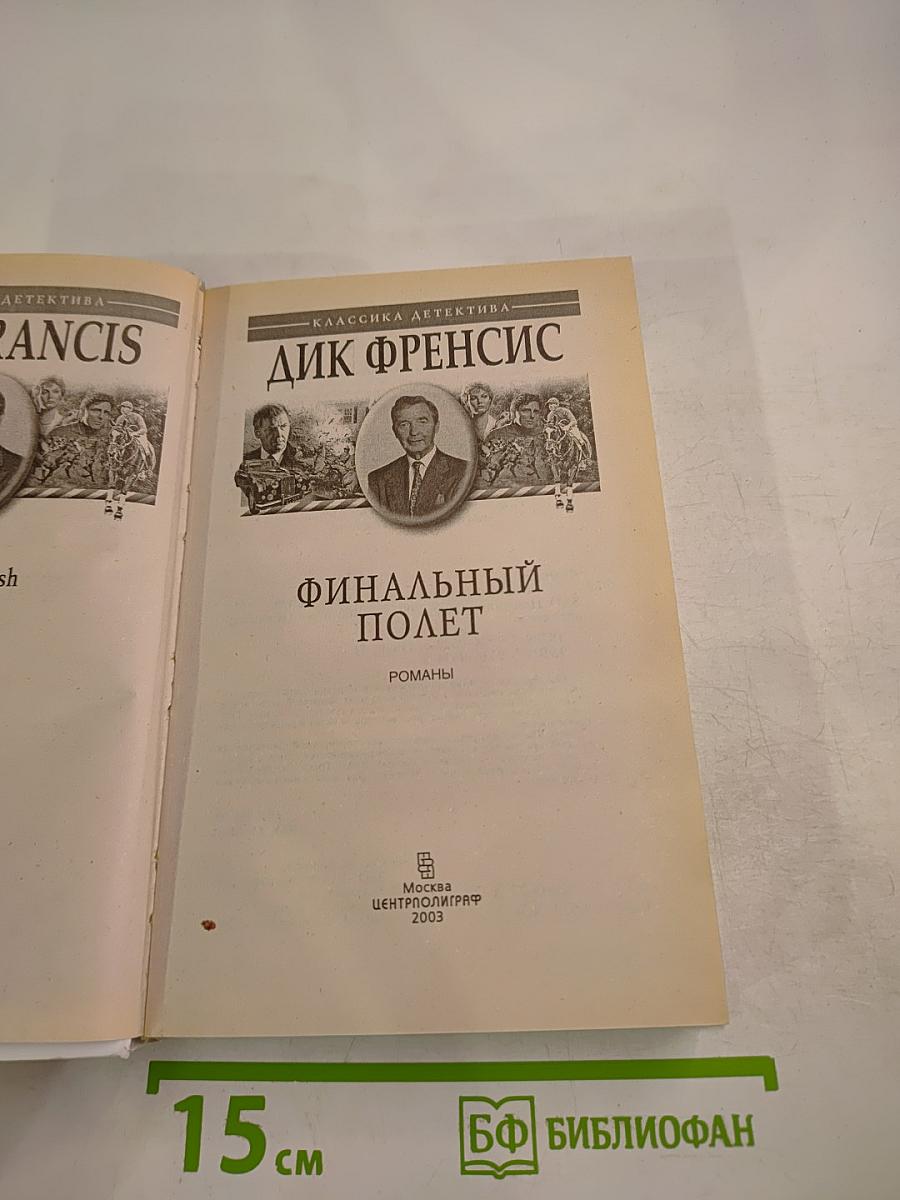 ДЕТЕКТИВА
RANCIS
sh
КЛАССИКА ДЕТЕКТИВА
ДИК ФРЕНСИС
ФИНАЛЬНЫЙ
ПОЛЕТ
РОМАНЫ
Москва
ЦЕНТРПОЛИГРАФ
2003
15 см
БФ БИБЛИОФАН